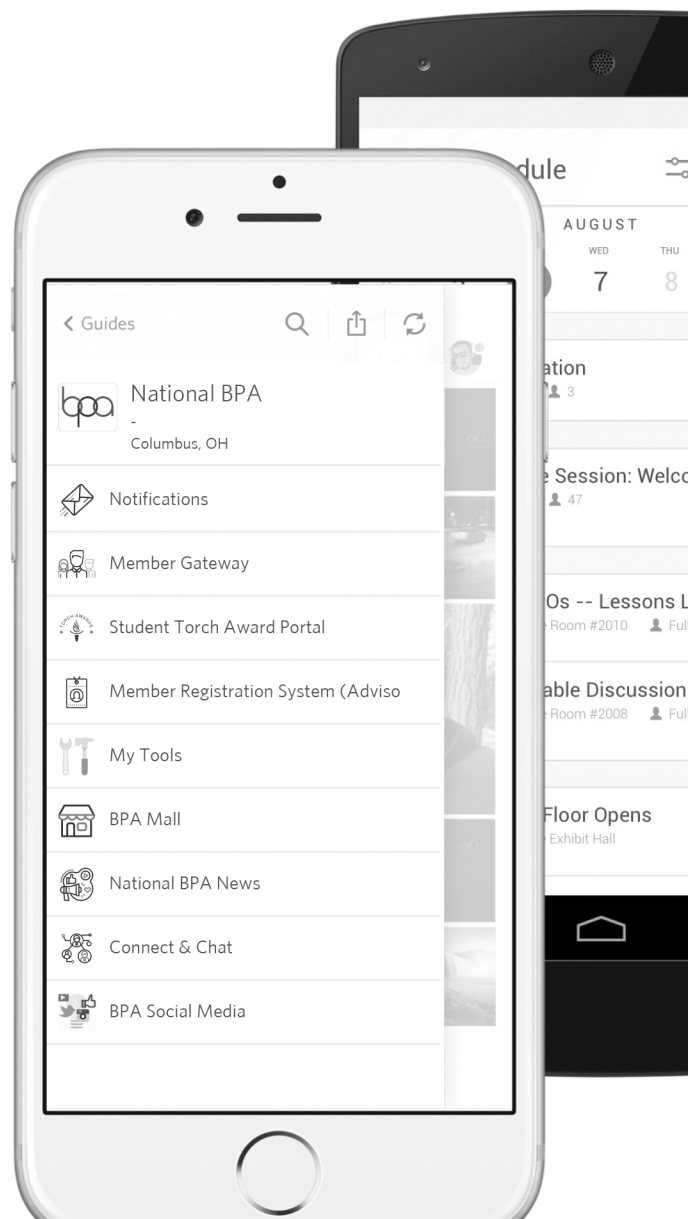 Guides
bpa
National BPA
-
Columbus, OH
Notifications
Member Gateway
TORCH AWARDS
Student Torch Award Portal
Member Registration System (Adviso
My Tools
BPA Mall
National BPA News
Connect & Chat
BPA Social Media
dule
AUGUST
WED
THU
7
8
ation
3
e Session: Welco
47
Os -- Lessons L
Room #2010 Full
able Discussion
Room #2008 Full
Floor Opens
Exhibit Hall